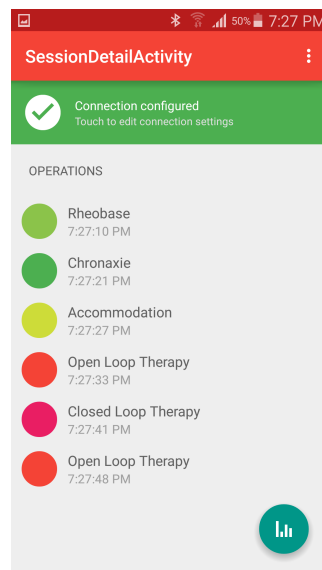 50% 7:27 PM
SessionDetailActivity
Connection configured
Touch to edit connection settings
OPERATIONS
Rheobase
7:27:10 PM
Chronaxie
7:27:21 PM
Accommodation
7:27:27 PM
Open Loop Therapy
7:27:33 PM
Closed Loop Therapy
7:27:41 PM
Open Loop Therapy
7:27:48 PM